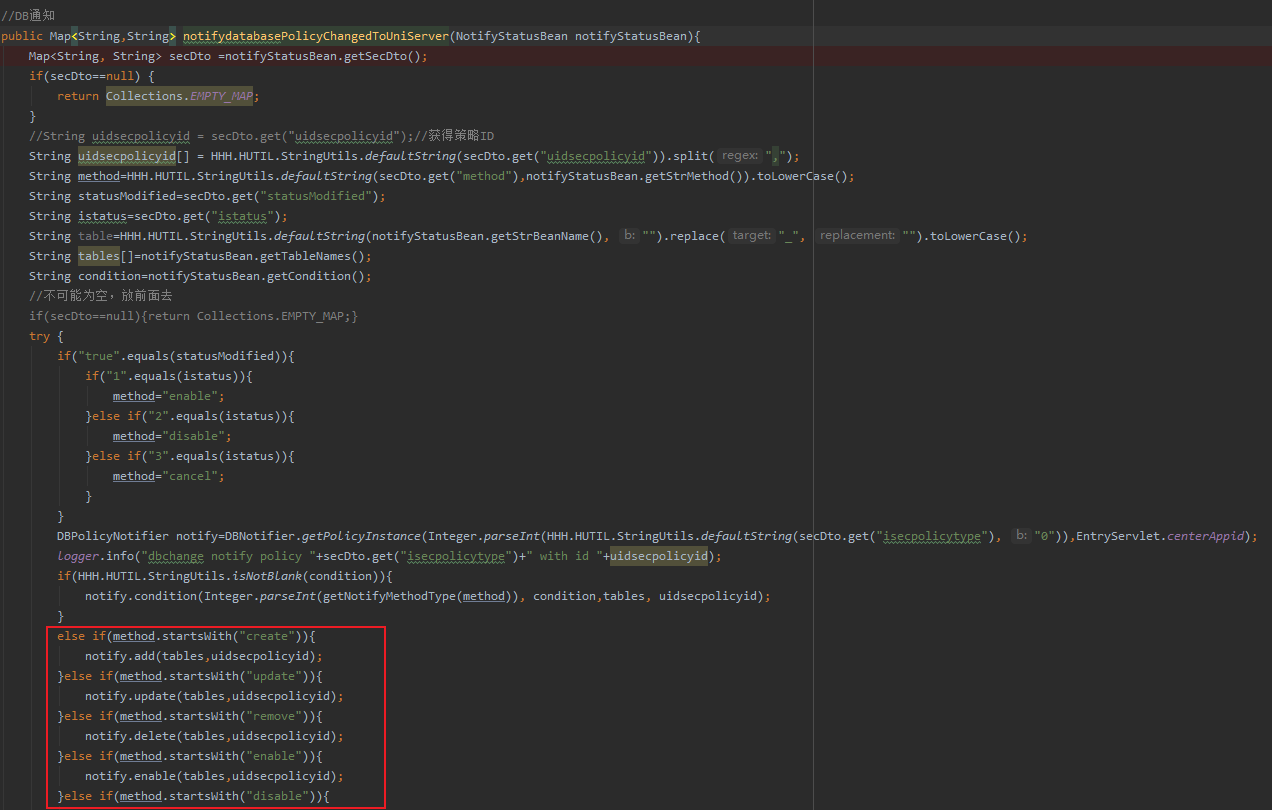 //DB通知
public Map<String,String> notifydatabasePolicyChangedToUniServer(NotifyStatusBean notifyStatusBean){
Map<String, String> secDto =notifyStatusBean.getSecDto();
if(secDto==null) {
return Collections.EMPTY_MAP;
}
//String uidsecpolicyid = secDto.get("uidsecpolicyid");//获得策略ID
String uidsecpolicyid[] = HHH.HUTIL.StringUtils.defaultString(secDto.get("uidsecpolicyid")).split( regex: ",");
String method=HHH.HUTIL.StringUtils.defaultString(secDto.get("method"),notifyStatusBean.getStrMethod()).toLowerCase();
String statusModified=secDto.get("statusModified");
String istatus=secDto.get("istatus");
String table=HHH.HUTIL.StringUtils.defaultString(notifyStatusBean.getStrBeanName(), b: "").replace( target: "_", replacement: "").toLowerCase();
String tables[]=notifyStatusBean.getTableNames();
String condition=notifyStatusBean.getCondition();
//不可能为空，放前面去
if(secDto==null){return Collections.EMPTY_MAP;}
try {
if("true".equals(statusModified)){
if("1".equals(istatus)){
method="enable";
}else if("2".equals(istatus)){
method="disable";
}else if("3".equals(istatus)){
method="cancel";
}
}
DBPolicyNotifier notify=DBNotifier.getPolicyInstance(Integer.parseInt(HHH.HUTIL.StringUtils.defaultString(secDto.get("isecpolicytype"), b: "0")),EntryServlet.centerAppid);
logger.info("dbchange notify policy "+secDto.get("isecpolicytype")+" with id "+uidsecpolicyid);
if(HHH.HUTIL.StringUtils.isNotBlank(condition)){
notify.condition(Integer.parseInt(getNotifyMethodType(method)), condition,tables, uidsecpolicyid);
}
else if(method.startsWith("create")){
notify.add(tables,uidsecpolicyid);
}else if(method.startsWith("update")){
notify.update(tables,uidsecpolicyid);
}else if(method.startsWith("remove")){
notify.delete(tables,uidsecpolicyid);
}else if(method.startsWith("enable")){
notify.enable(tables,uidsecpolicyid);
}else if(method.startsWith("disable")){